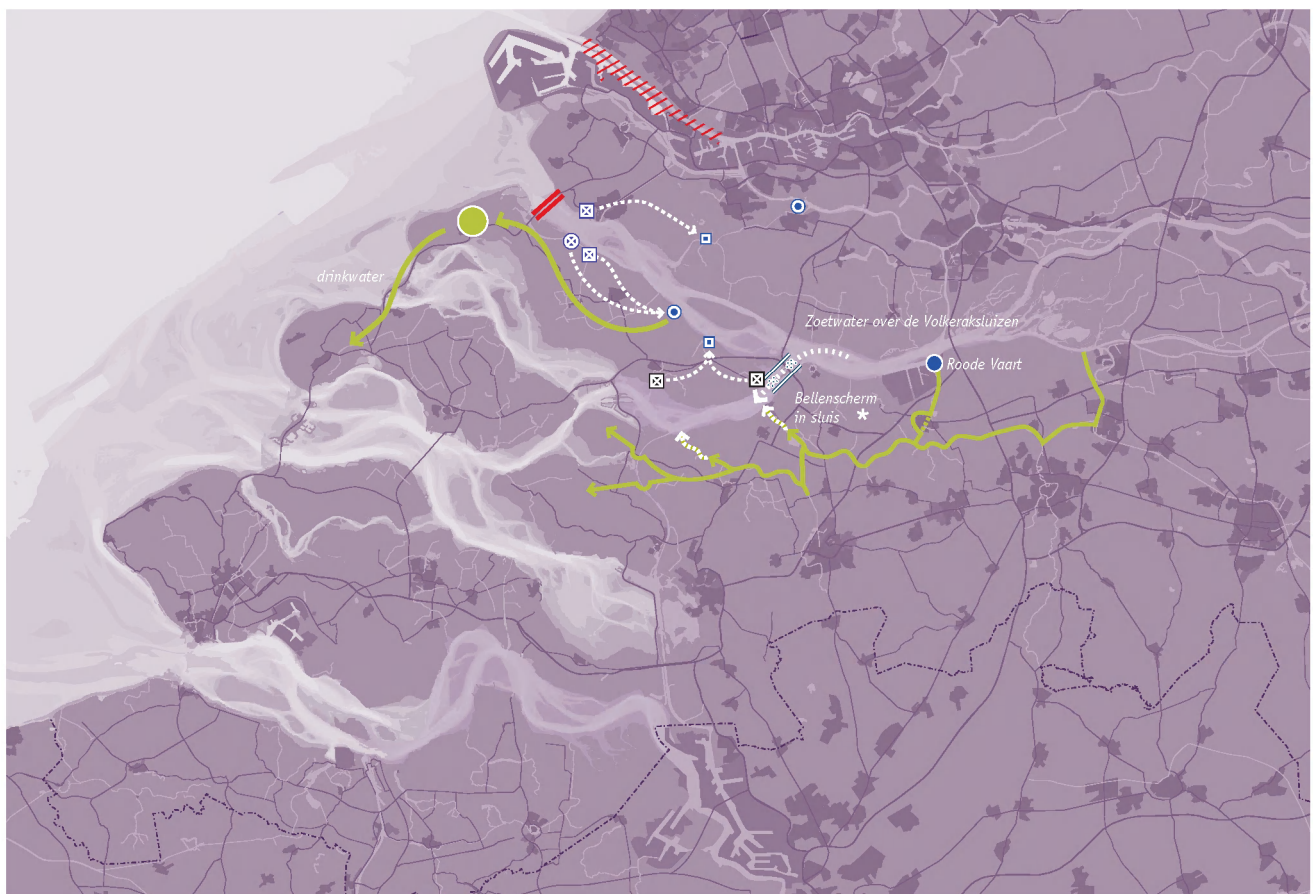 drinkwater
Zoetwater over de Volkeraksluizen
Roode Vaart
Bellenscherm
in sluis *